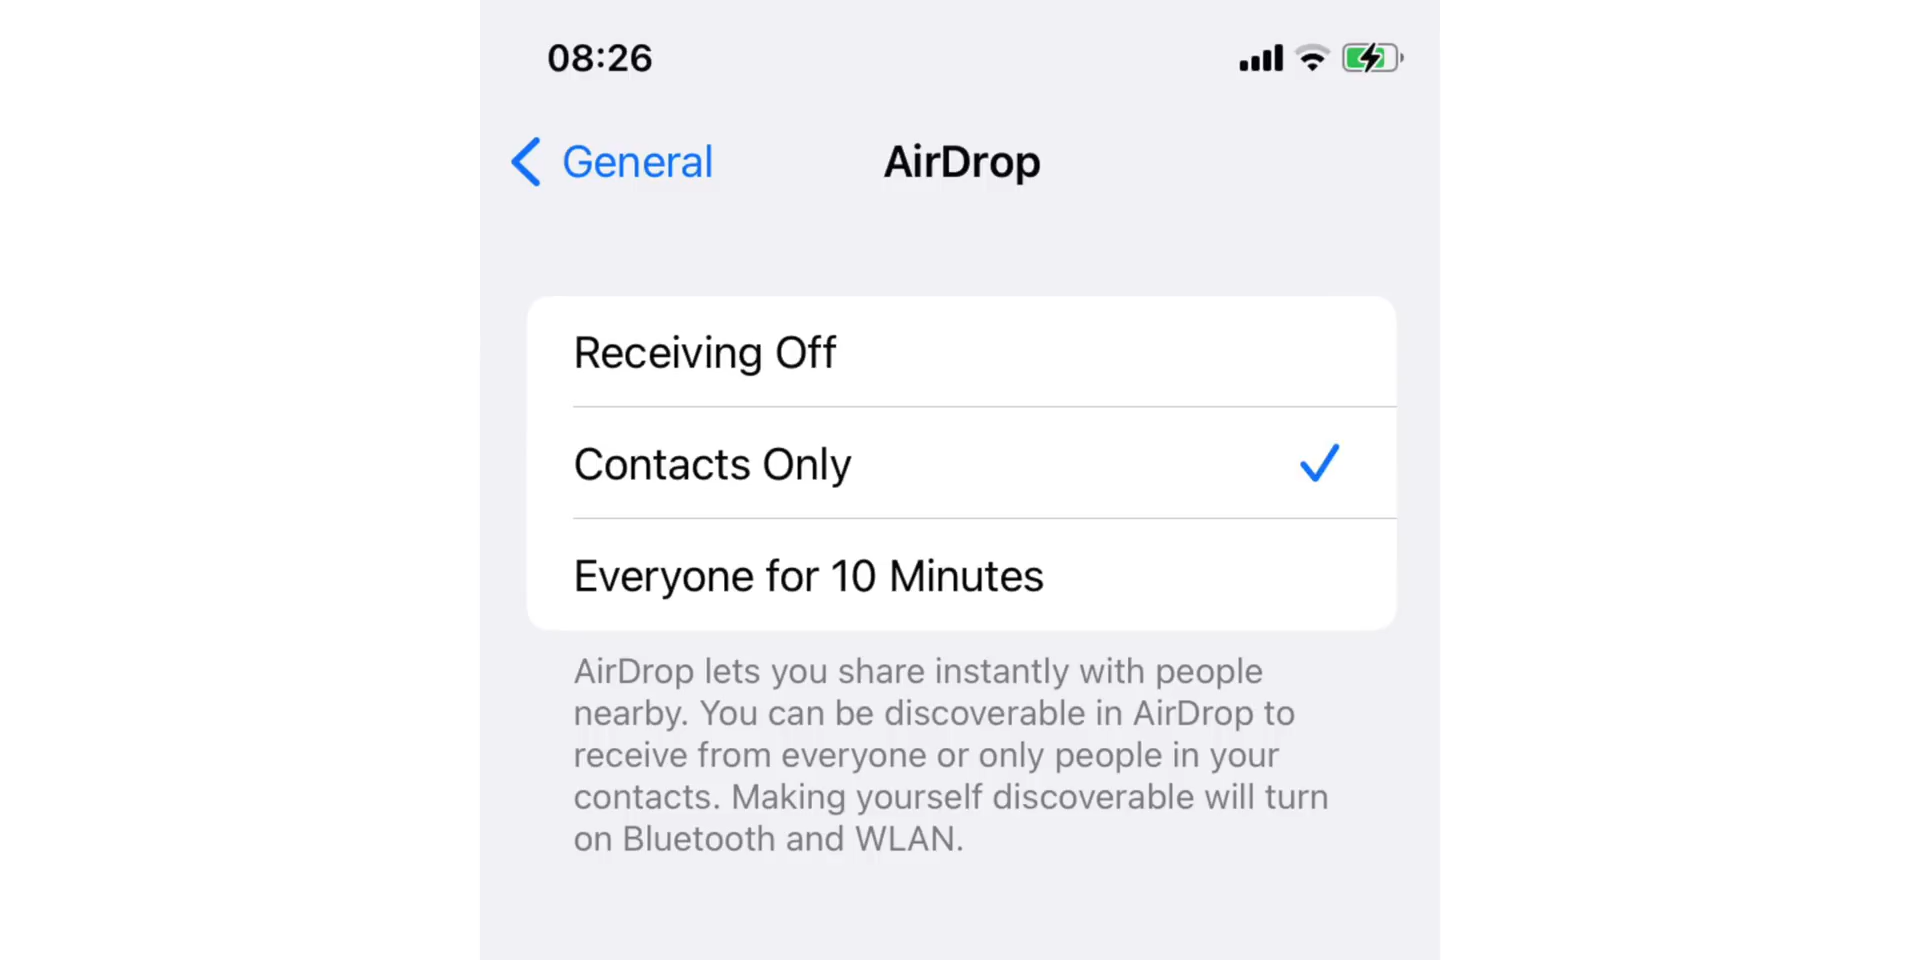 08:26
General
AirDrop
Receiving Off
Contacts Only
Everyone for 10 Minutes
AirDrop lets you share instantly with people
nearby. You can be discoverable in AirDrop to
receive from everyone or only people in your
contacts. Making yourself discoverable will turn
on Bluetooth and WLAN.